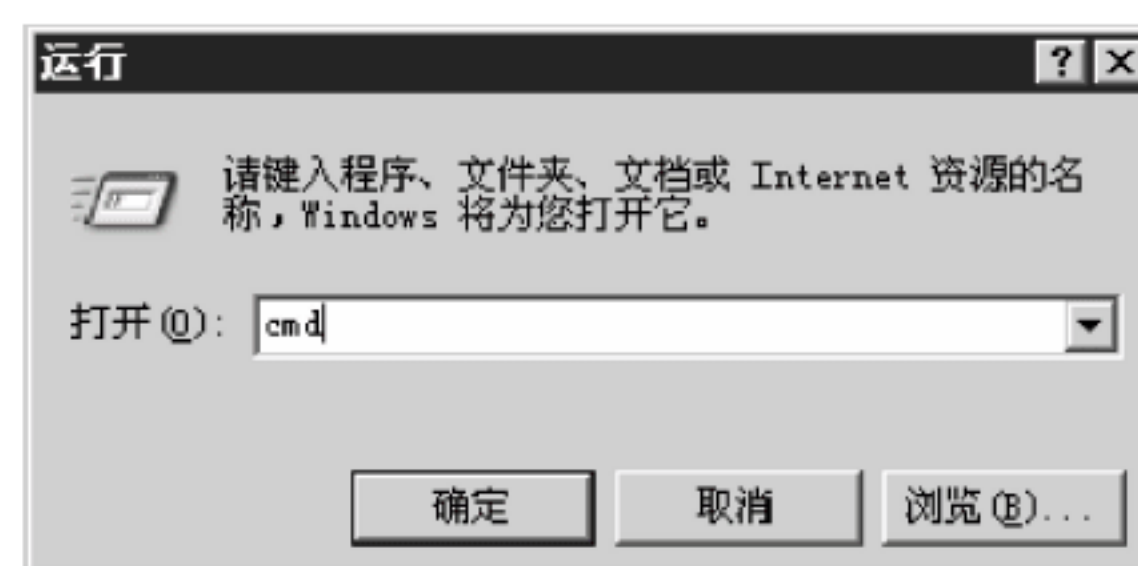 运行
请键入程序、文件夹、文档或 Internet 资源的名
称，Windows 将为您打开它。
打开(O): cmd
确定 取消 浏览(B)...